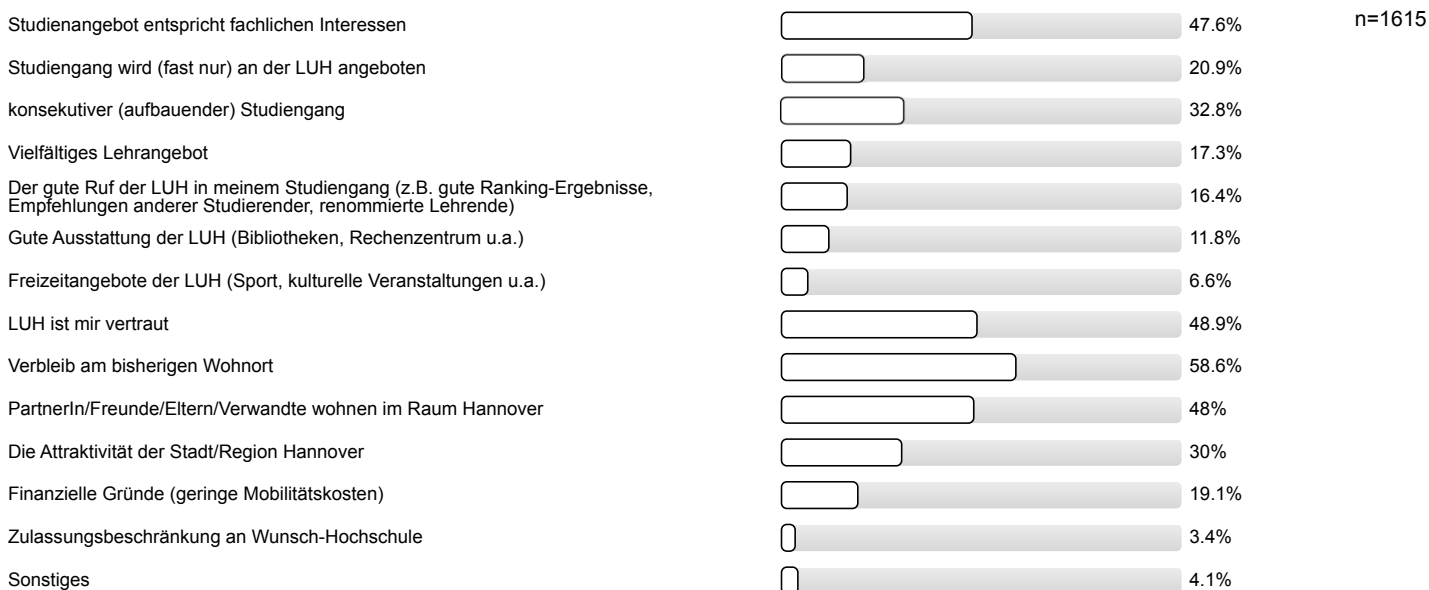 Studienangebot entspricht fachlichen Interessen 47.6% n=1615
Studiengang wird (fast nur) an der LUH angeboten 20.9%
konsekutiver (aufbauender) Studiengang 32.8%
Vielfältiges Lehrangebot 17.3%
Der gute Ruf der LUH in meinem Studiengang (z.B. gute Ranking-Ergebnisse,
Empfehlungen anderer Studierender, renommierte Lehrende) 16.4%
Gute Ausstattung der LUH (Bibliotheken, Rechenzentrum u.a.) 11.8%
Freizeitangebote der LUH (Sport, kulturelle Veranstaltungen u.a.) 6.6%
LUH ist mir vertraut 48.9%
Verbleib am bisherigen Wohnort 58.6%
PartnerIn/Freunde/Eltern/Verwandte wohnen im Raum Hannover 48%
Die Attraktivität der Stadt/Region Hannover 30%
Finanzielle Gründe (geringe Mobilitätskosten) 19.1%
Zulassungsbeschränkung an Wunsch-Hochschule 3.4%
Sonstiges 4.1%